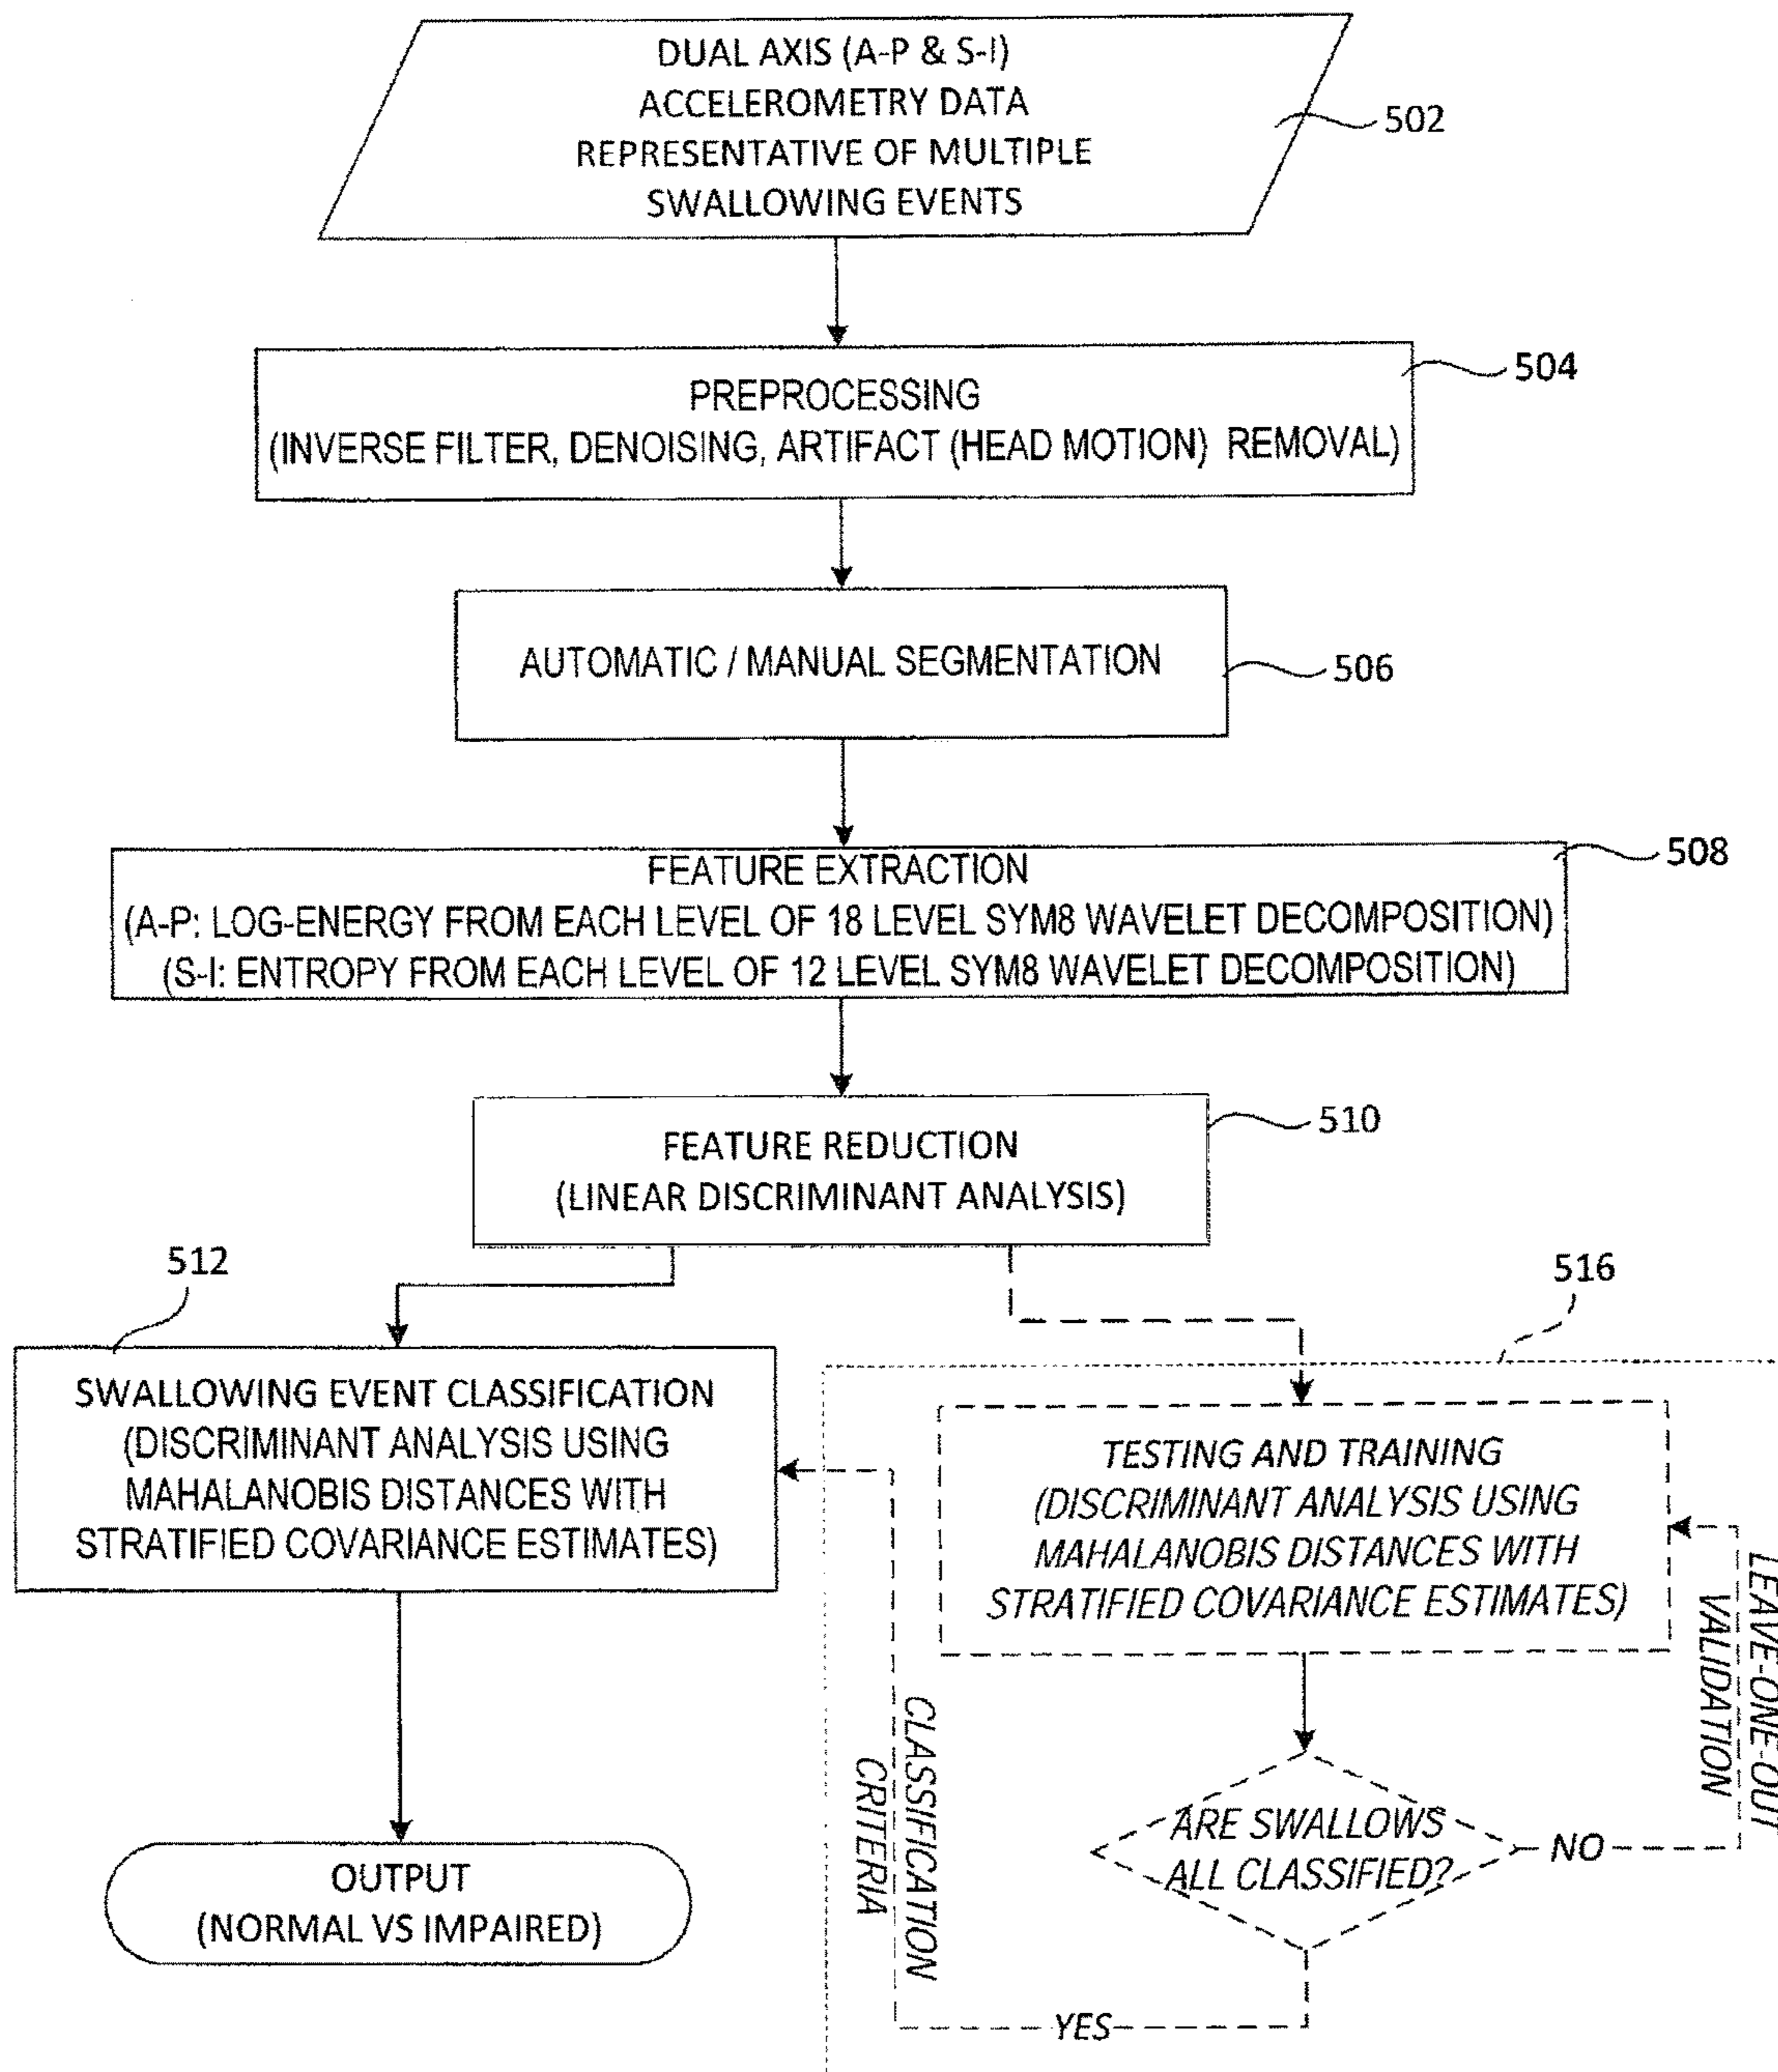 DUAL AXIS (A-P & S-I)
ACCELEROMETRY DATA
REPRESENTATIVE OF MULTIPLE
SWALLOWING EVENTS
502
PREPROCESSING
(INVERSE FILTER, DENOISING, ARTIFACT (HEAD MOTION) REMOVAL)
504
AUTOMATIC / MANUAL SEGMENTATION
506
FEATURE EXTRACTION
(A-P: LOG-ENERGY FROM EACH LEVEL OF 18 LEVEL SYM8 WAVELET DECOMPOSITION)
(S-I: ENTROPY FROM EACH LEVEL OF 12 LEVEL SYM8 WAVELET DECOMPOSITION)
508
FEATURE REDUCTION
(LINEAR DISCRIMINANT ANALYSIS)
510
512
SWALLOWING EVENT CLASSIFICATION
(DISCRIMINANT ANALYSIS USING
MAHALANOBIS DISTANCES WITH
STRATIFIED COVARIANCE ESTIMATES)
516
TESTING AND TRAINING
(DISCRIMINANT ANALYSIS USING
MAHALANOBIS DISTANCES WITH
STRATIFIED COVARIANCE ESTIMATES)
LEAVE-ONE-OUT
VALIDATION
CLASSIFICATION
CRITERIA
ARE SWALLOWS
ALL CLASSIFIED?
NO
YES
OUTPUT
(NORMAL VS IMPAIRED)